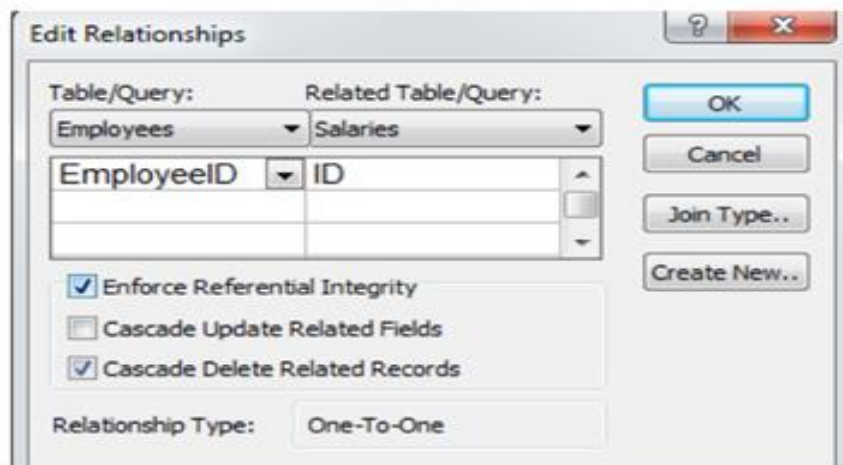 Edit Relationships
Table/Query: Related Table/Query:
Employees Salaries
EmployeeID ID
Enforce Referential Integrity
Cascade Update Related Fields
Cascade Delete Related Records
Relationship Type: One-To-One
OK
Cancel
Join Type..
Create New..